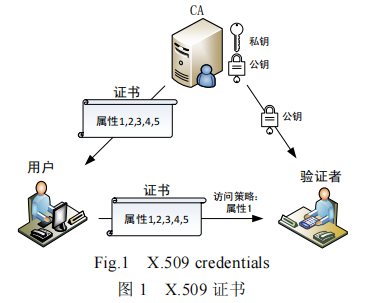 CA
私钥
公钥
证书
属性1,2,3,4,5
公钥
用户
验证者
证书
属性1,2,3,4,5
访问策略:
属性1
Fig.1 X.509 credentials
图 1 X.509 证书